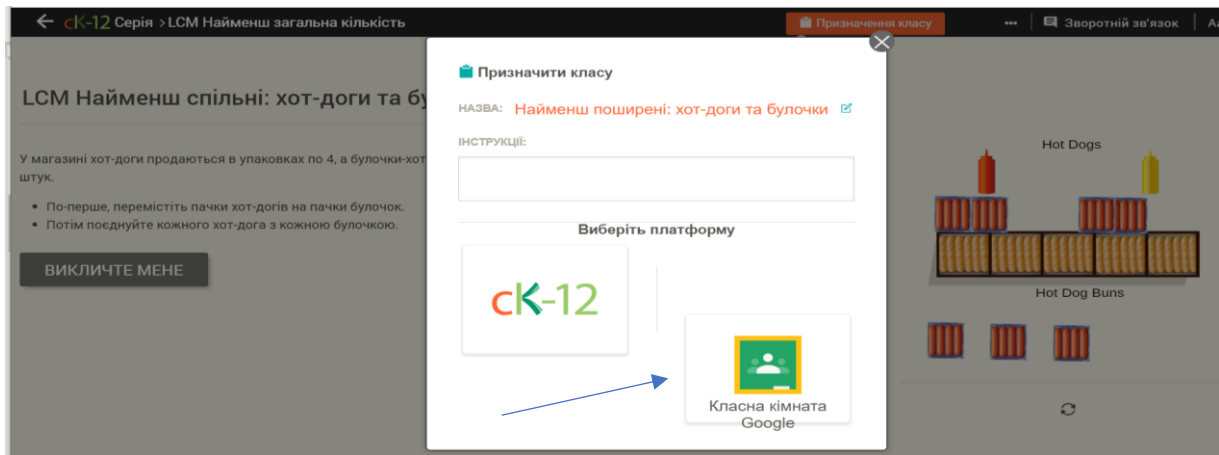 ← cK-12 Серія > LCM Найменш загальна кількість
Призначення класу
Зворотній зв'язок
LCM Найменш спільні: хот-доги та бу
У магазині хот-доги продаються в упаковках по 4, а булочки-хот
штук.
• По-перше, перемістіть пачки хот-догів на пачки булочок.
• Потім поєднуйте кожного хот-дога з кожною булочкою.
ВИКЛИЧТЕ МЕНЕ
Призначити класу
НАЗВА: Найменш поширені: хот-доги та булочки
ІНСТРУКЦІЇ:
Виберіть платформу
cK-12
Класна кімната
Google
Hot Dogs
Hot Dog Buns